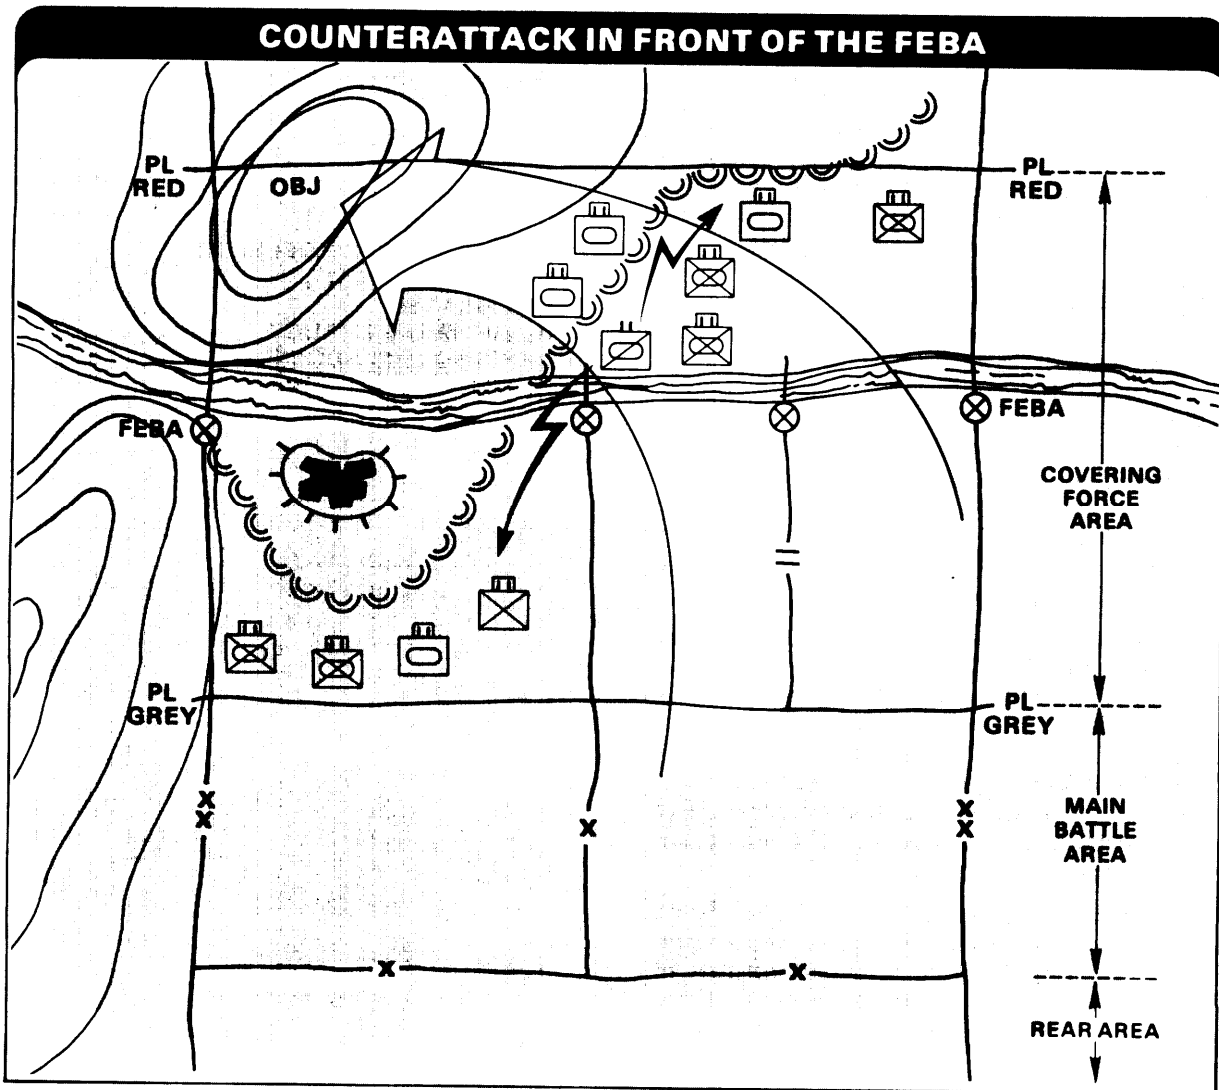 COUNTERATTACK IN FRONT OF THE FEBA
PL
RED
OBJ
PL
RED
FEBA
FEBA
COVERING
FORCE
AREA
PL
GREY
PL
GREY
X
X
X
X
X
MAIN
BATTLE
AREA
X
X
REAR AREA